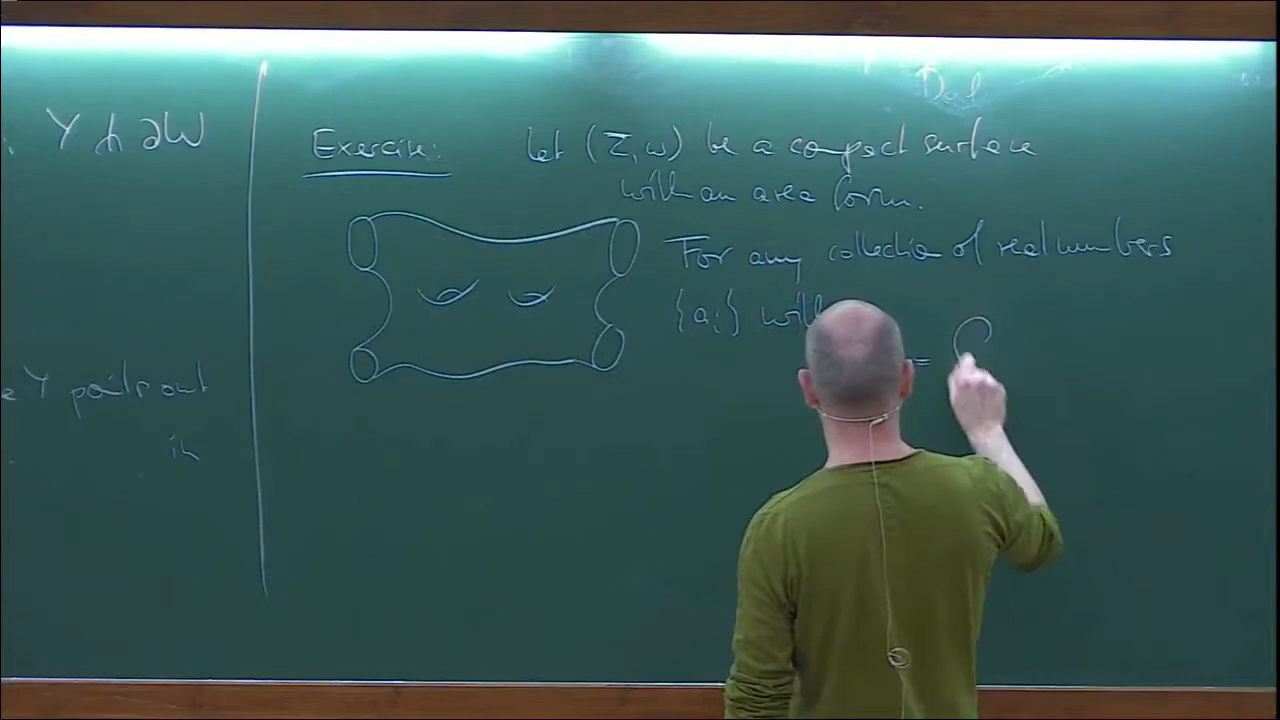 Y ⋔ ∂W
Y points out
in
Exercise: Let (Σ, ω) be a compact surface
with an area form.
For any collection of real numbers
{aᵢ} with
=